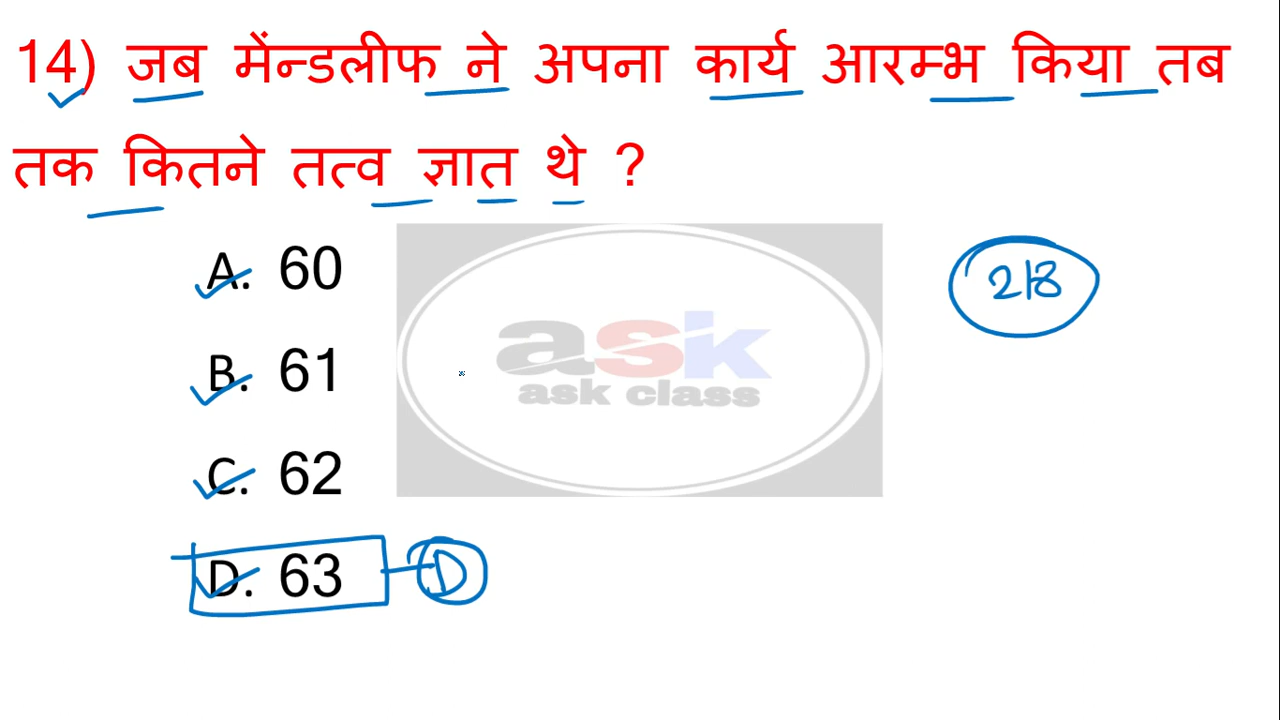 14) जब मेंन्डलीफ ने अपना कार्य आरम्भ किया तब
तक कितने तत्व ज्ञात थे ?
A. 60
218
B. 61
ask
ask class
C. 62
D. 63
D